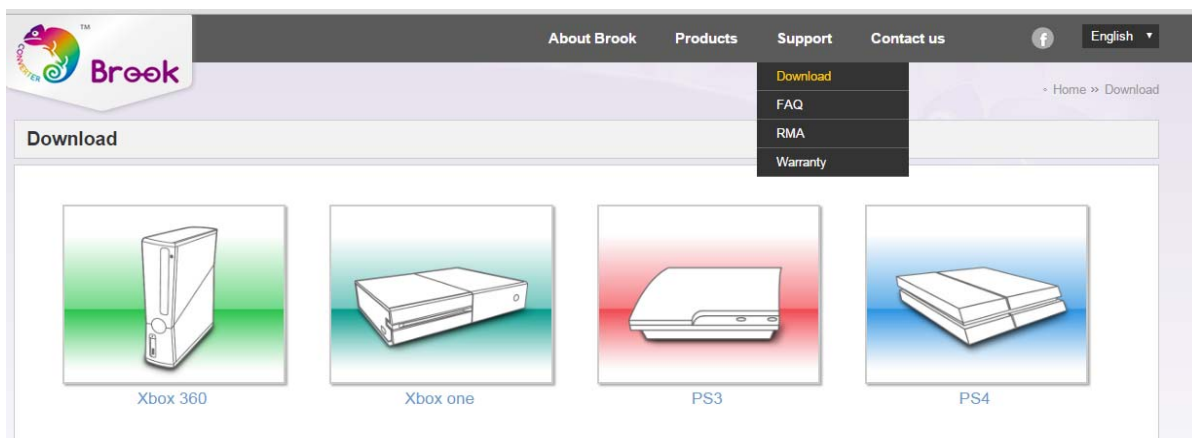 TM
CONVERTER
Brook
About Brook Products Support Contact us f English ▼
Download
FAQ
RMA
Warranty
◦ Home » Download
Download
Xbox 360 Xbox one PS3 PS4